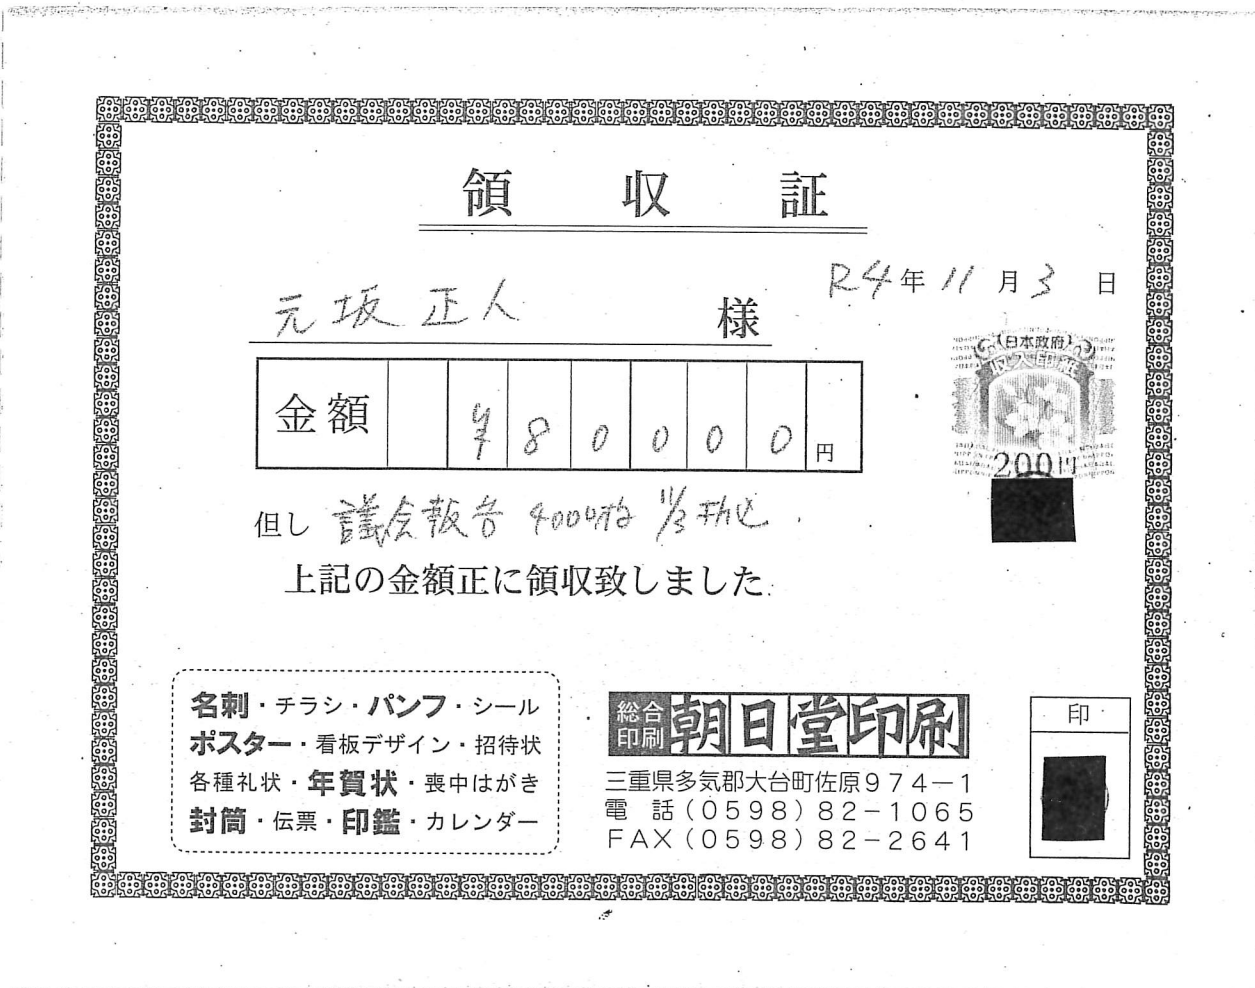 領収証
R4年11月3日
元坂正人 様
日本政府
収入印紙
200円
金額 ¥80000円
但し 議会報告 4000枚 11/3折込.
上記の金額正に領収致しました.
名刺・チラシ・パンフ・シール
ポスター・看板デザイン・招待状
各種礼状・年賀状・喪中はがき
封筒・伝票・印鑑・カレンダー
総合印刷 朝日堂印刷
三重県多気郡大台町佐原974-1
電 話(0598)82-1065
FAX(0598)82-2641
印